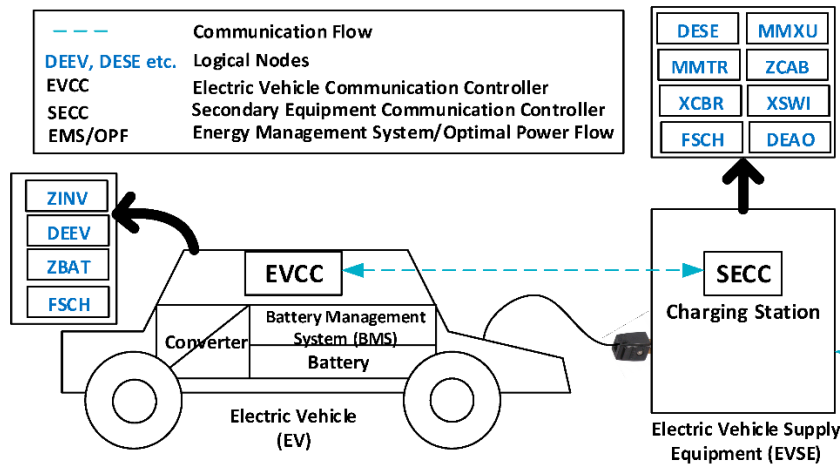 Communication Flow
DEEV, DESE etc. Logical Nodes
EVCC Electric Vehicle Communication Controller
SECC Secondary Equipment Communication Controller
EMS/OPF Energy Management System/Optimal Power Flow
DESE MMXU
MMTR ZCAB
XCBR XSWI
FSCH DEAO
ZINV
DEEV
ZBAT
FSCH
EVCC
SECC
Charging Station
Converter
Battery Management
System (BMS)
Battery
Electric Vehicle
(EV)
Electric Vehicle Supply
Equipment (EVSE)